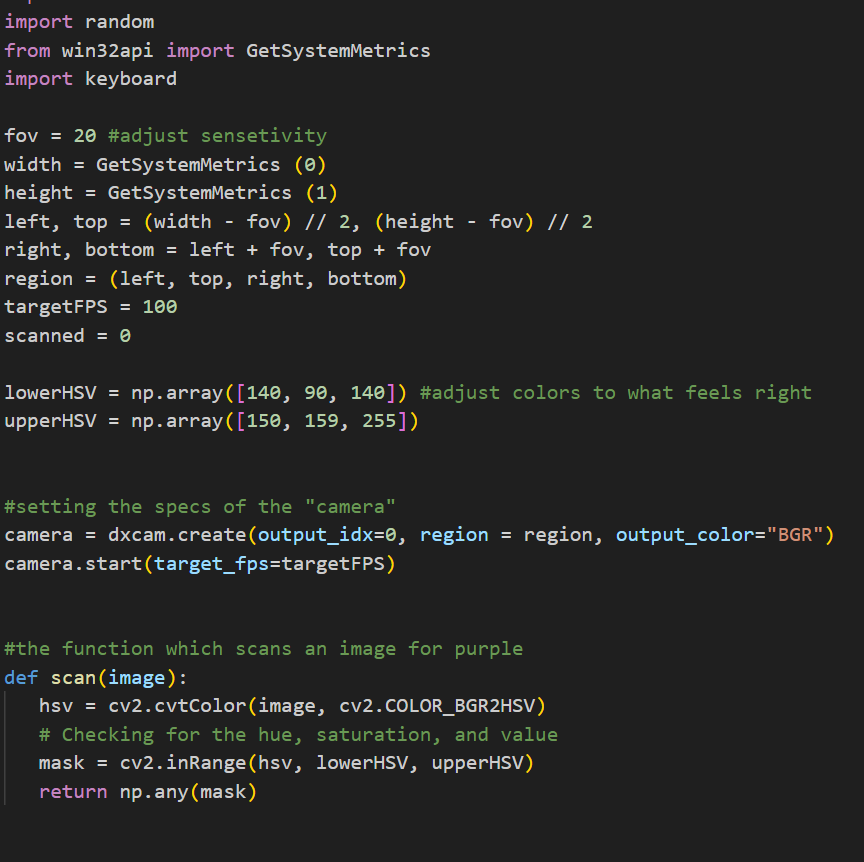 import random
from win32api import GetSystemMetrics
import keyboard
fov = 20 #adjust sensetivity
width = GetSystemMetrics (0)
height = GetSystemMetrics (1)
left, top = (width - fov) // 2, (height - fov) // 2
right, bottom = left + fov, top + fov
region = (left, top, right, bottom)
targetFPS = 100
scanned = 0
lowerHSV = np.array([140, 90, 140]) #adjust colors to what feels right
upperHSV = np.array([150, 159, 255])
#setting the specs of the "camera"
camera = dxcam.create(output_idx=0, region = region, output_color="BGR")
camera.start(target_fps=targetFPS)
#the function which scans an image for purple
def scan(image):
    hsv = cv2.cvtColor(image, cv2.COLOR_BGR2HSV)
    # Checking for the hue, saturation, and value
    mask = cv2.inRange(hsv, lowerHSV, upperHSV)
    return np.any(mask)